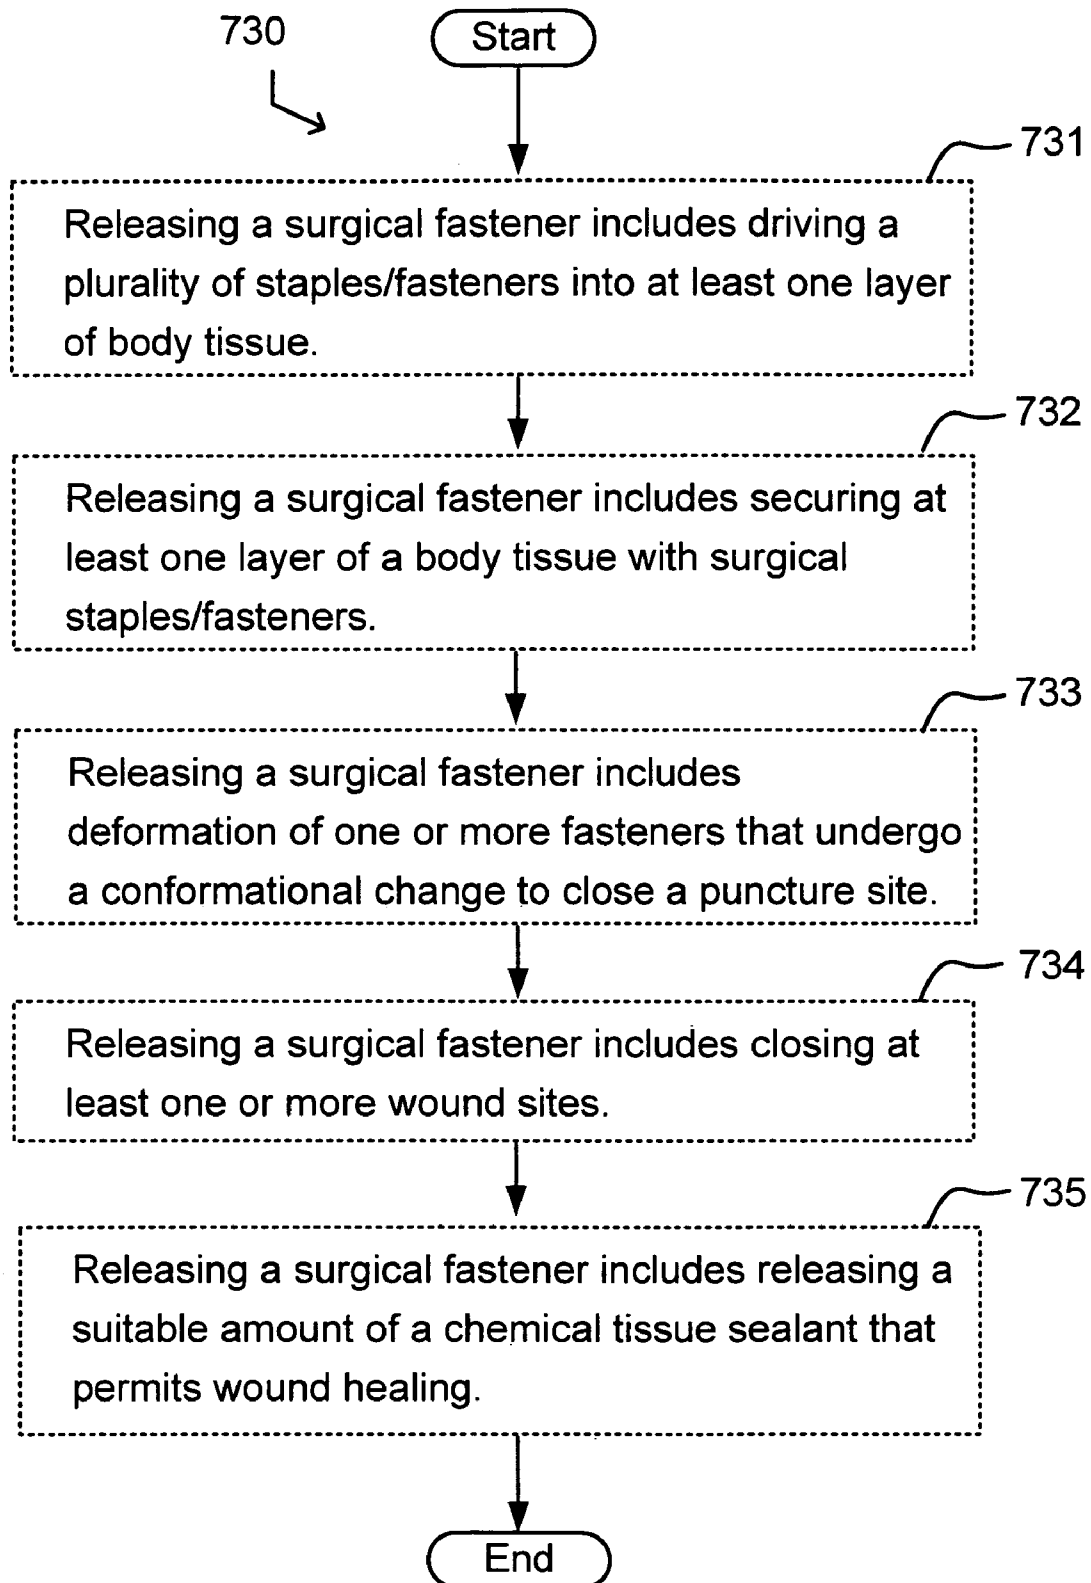 730
Start
731
Releasing a surgical fastener includes driving a
plurality of staples/fasteners into at least one layer
of body tissue.
732
Releasing a surgical fastener includes securing at
least one layer of a body tissue with surgical
staples/fasteners.
733
Releasing a surgical fastener includes
deformation of one or more fasteners that undergo
a conformational change to close a puncture site.
734
Releasing a surgical fastener includes closing at
least one or more wound sites.
735
Releasing a surgical fastener includes releasing a
suitable amount of a chemical tissue sealant that
permits wound healing.
End